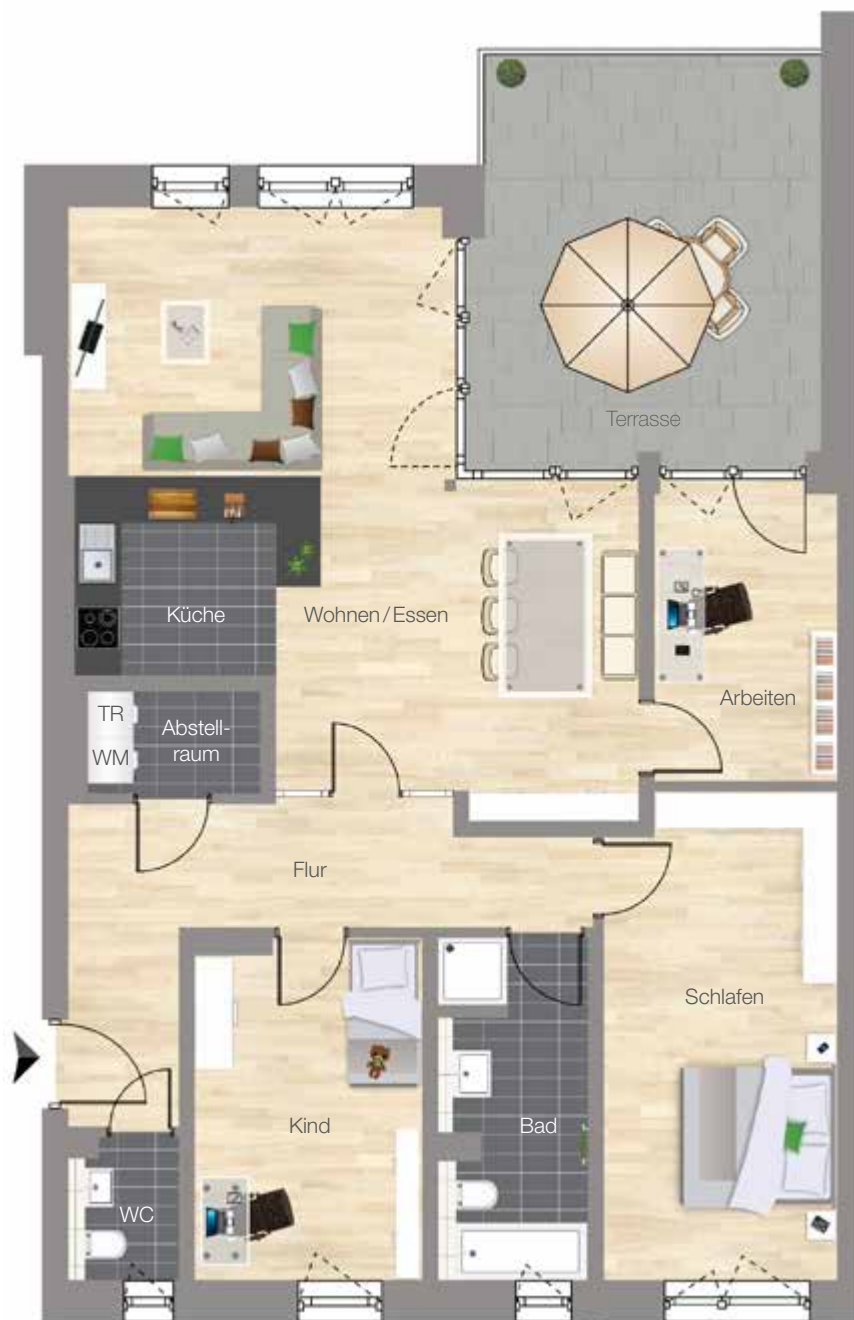 Terrasse
Küche
Wohnen / Essen
Arbeiten
TR
WM
Abstell-
raum
Flur
Schlafen
Kind
Bad
WC